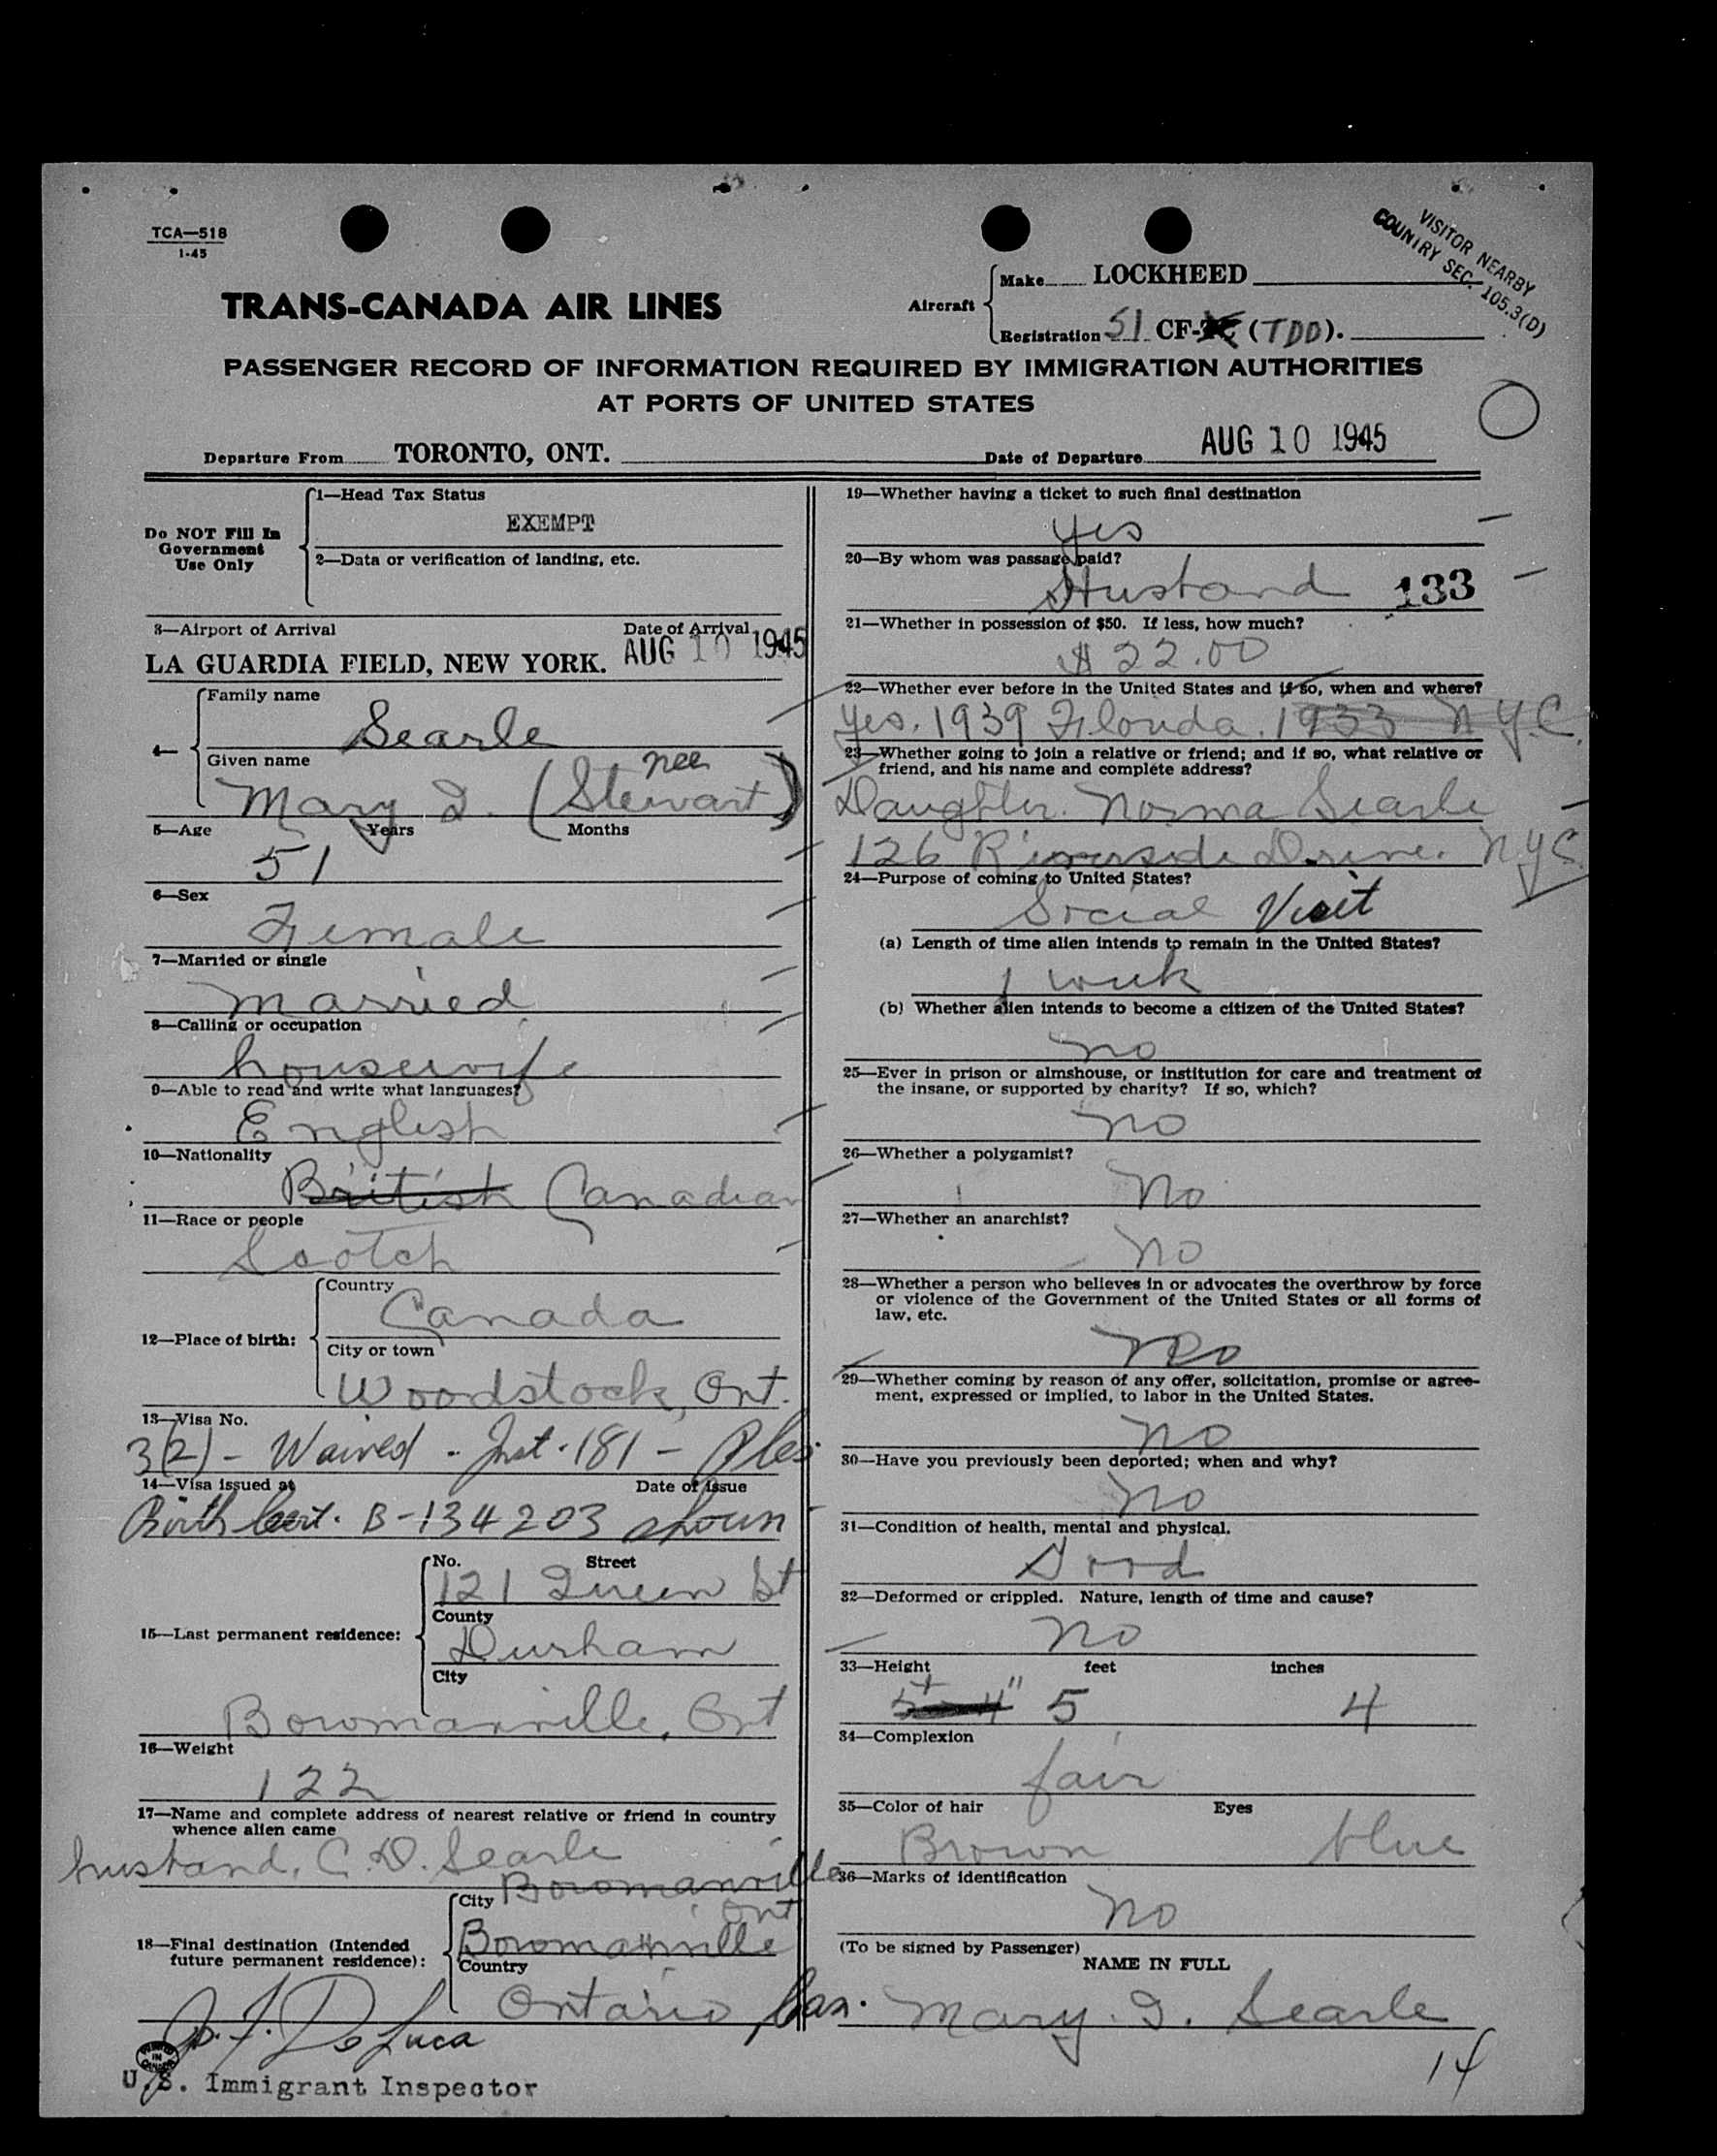 TCA—518
1-45
VISITOR NEARBY
COUNTRY SEC. 105.3(D)
TRANS-CANADA AIR LINES
Aircraft
Make LOCKHEED
Registration 51 CF- (TDD).
PASSENGER RECORD OF INFORMATION REQUIRED BY IMMIGRATION AUTHORITIES
AT PORTS OF UNITED STATES
Departure From TORONTO, ONT.
Date of Departure AUG 10 1945
Do NOT Fill In
Government
Use Only
1—Head Tax Status
EXEMPT
2—Data or verification of landing, etc.
3—Airport of Arrival Date of Arrival
LA GUARDIA FIELD, NEW YORK. AUG 10 1945
4—
Family name
Searle
Given name
Mary I. (nee Stewart)
5—Age Years Months
51
6—Sex
Female
7—Married or single
Married
8—Calling or occupation
housewife
9—Able to read and write what languages?
English
10—Nationality
British Canadian
11—Race or people
Scotch
12—Place of birth:
Country
Canada
City or town
Woodstock, Ont.
13—Visa No.
3(2) - Waived - Inst. 181 -
14—Visa issued at Date of issue
Birth Cert. B-134203 shown
15—Last permanent residence:
No. Street
121 Queen St
County
Durham
City
Bowmanville, Ont
16—Weight
122
17—Name and complete address of nearest relative or friend in country
whence alien came
husband, C. D. Searle
Bowmanville
Ont
18—Final destination (Intended
future permanent residence):
City
Bowmanville
Country
Ontario, Can.
J. F. DeLuca
PRINTED IN CANADA
U.S. Immigrant Inspector
19—Whether having a ticket to such final destination
Yes
20—By whom was passage paid?
Husband 133
21—Whether in possession of $50. If less, how much?
$22.00
22—Whether ever before in the United States and if so, when and where?
Yes. 1939 Florida. 1933 N.Y.C.
23—Whether going to join a relative or friend; and if so, what relative or
friend, and his name and complete address?
Daughter. Norma Searle
126 Riverside Drive. N.Y.C.
24—Purpose of coming to United States?
Social Visit
(a) Length of time alien intends to remain in the United States?
1 week
(b) Whether alien intends to become a citizen of the United States?
no
25—Ever in prison or almshouse, or institution for care and treatment of
the insane, or supported by charity? If so, which?
no
26—Whether a polygamist?
No
27—Whether an anarchist?
No
28—Whether a person who believes in or advocates the overthrow by force
or violence of the Government of the United States or all forms of
law, etc.
No
29—Whether coming by reason of any offer, solicitation, promise or agree-
ment, expressed or implied, to labor in the United States.
No
30—Have you previously been deported; when and why?
No
31—Condition of health, mental and physical.
Good
32—Deformed or crippled. Nature, length of time and cause?
no
33—Height feet inches
5 4" 5 4
34—Complexion
fair
35—Color of hair Eyes
Brown blue
36—Marks of identification
No
(To be signed by Passenger)
NAME IN FULL
Mary. I. Searle
14